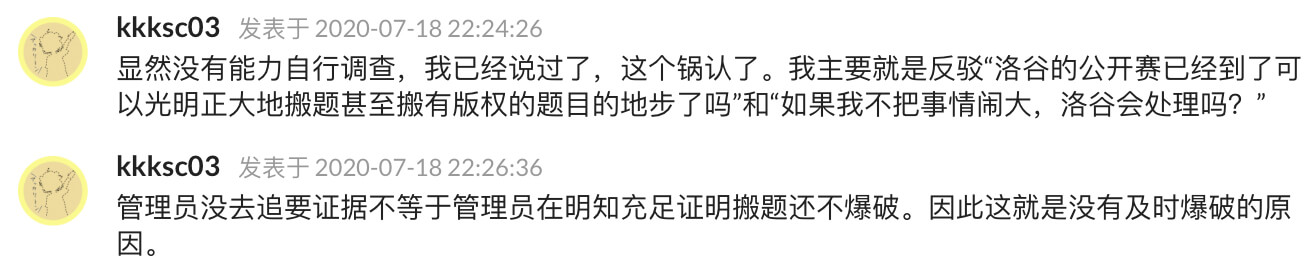 kkksc03 发表于 2020-07-18 22:24:26
显然没有能力自行调查，我已经说过了，这个锅认了。我主要就是反驳“洛谷的公开赛已经到了可
以光明正大地搬题甚至搬有版权的题目的地步了吗”和“如果我不把事情闹大，洛谷会处理吗？”
kkksc03 发表于 2020-07-18 22:26:36
管理员没去追要证据不等于管理员在明知充足证明搬题还不爆破。因此这就是没有及时爆破的原
因。